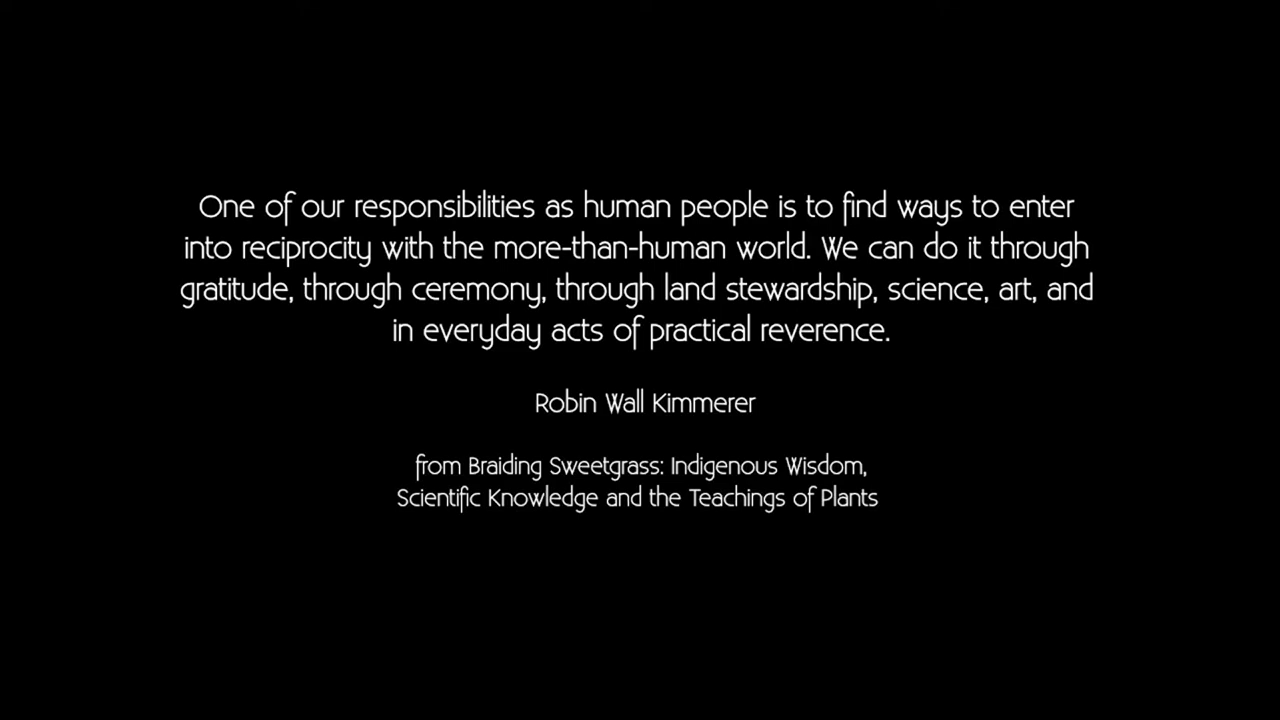 One of our responsibilities as human people is to find ways to enter
into reciprocity with the more-than-human world. We can do it through
gratitude, through ceremony, through land stewardship, science, art, and
in everyday acts of practical reverence.
Robin Wall Kimmerer
from Braiding Sweetgrass: Indigenous Wisdom,
Scientific Knowledge and the Teachings of Plants